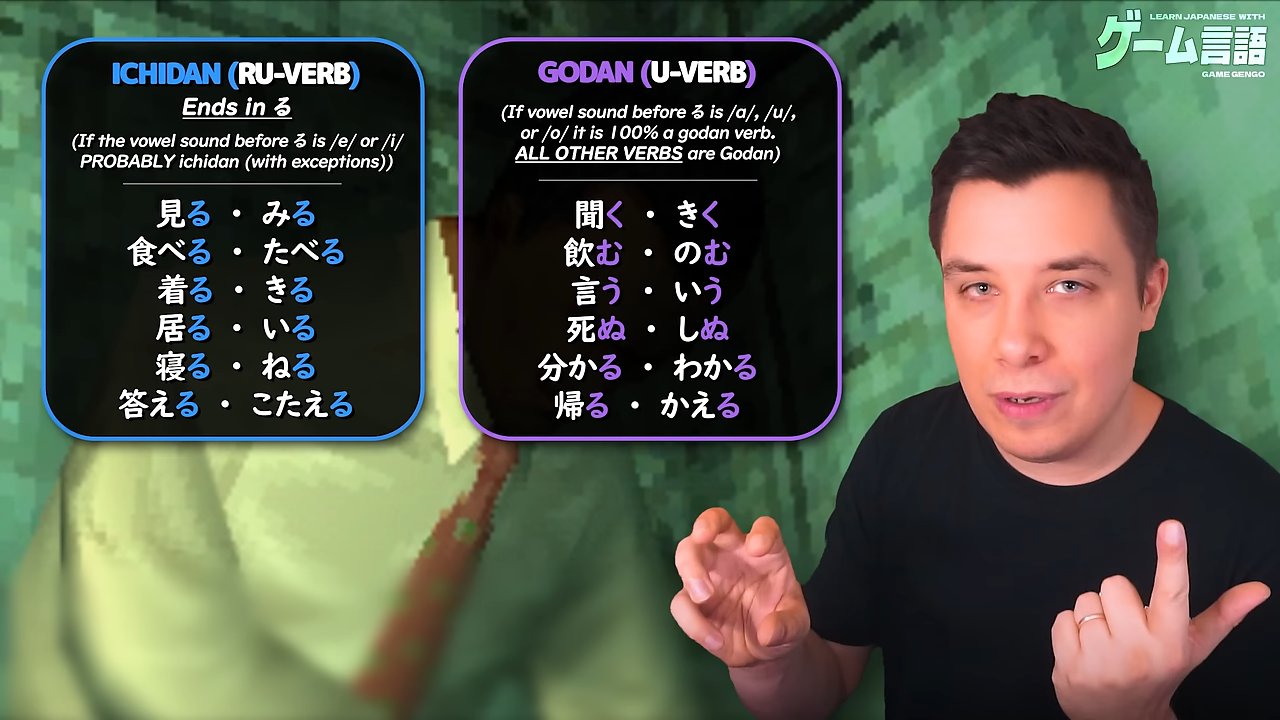 ICHIDAN (RU-VERB)
Ends in る
(If the vowel sound before る is /e/ or /i/
PROBABLY ichidan (with exceptions))
見る ・ みる
食べる ・ たべる
着る ・ きる
居る ・ いる
寝る ・ ねる
答える ・ こたえる
GODAN (U-VERB)
(If vowel sound before る is /a/, /u/,
or /o/ it is 100% a godan verb.
ALL OTHER VERBS are Godan)
聞く ・ きく
飲む ・ のむ
言う ・ いう
死ぬ ・ しぬ
分かる ・ わかる
帰る ・ かえる
LEARN JAPANESE WITH
ゲーム言語
GAME GENGO